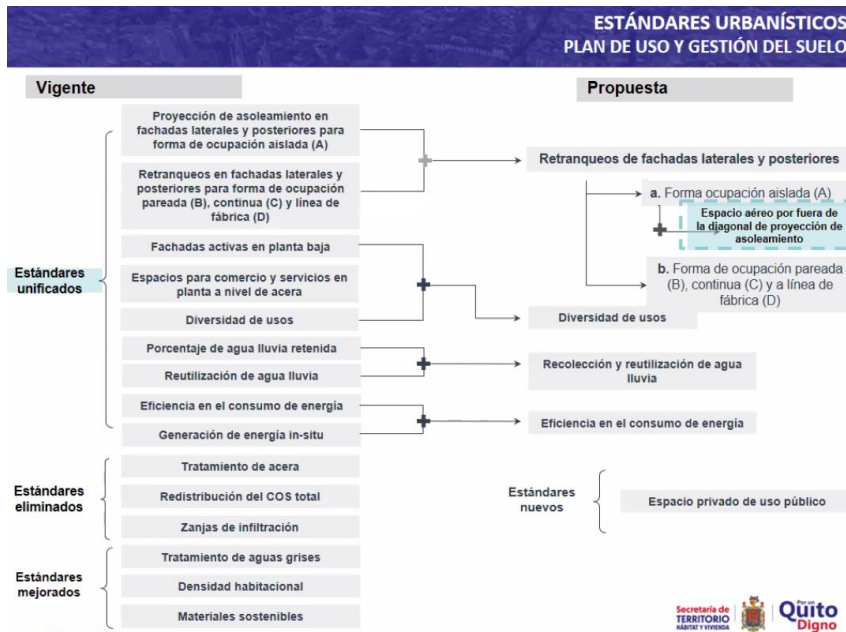 ESTÁNDARES URBANÍSTICOS
PLAN DE USO Y GESTIÓN DEL SUELO
Vigente
Propuesta
Estándares
unificados
Proyección de asoleamiento en
fachadas laterales y posteriores para
forma de ocupación aislada (A)
Retranqueos en fachadas laterales y
posteriores para forma de ocupación
pareada (B), continua (C) y línea de
fábrica (D)
Fachadas activas en planta baja
Espacios para comercio y servicios en
planta a nivel de acera
Diversidad de usos
Porcentaje de agua lluvia retenida
Reutilización de agua lluvia
Eficiencia en el consumo de energía
Generación de energía in-situ
Retranqueos de fachadas laterales y posteriores
a. Forma ocupación aislada (A)
Espacio aéreo por fuera de
la diagonal de proyección de
asoleamiento
b. Forma de ocupación pareada
(B), continua (C) y a línea de
fábrica (D)
Diversidad de usos
Recolección y reutilización de agua
lluvia
Eficiencia en el consumo de energía
Estándares
eliminados
Tratamiento de acera
Redistribución del COS total
Zanjas de infiltración
Estándares
nuevos
Espacio privado de uso público
Estándares
mejorados
Tratamiento de aguas grises
Densidad habitacional
Materiales sostenibles
Secretaría de
TERRITORIO
HÁBITAT Y VIVIENDA
Por un
Quito
Digno